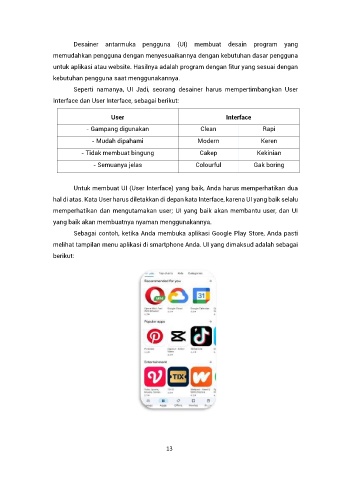 Desainer antarmuka pengguna (UI) membuat desain program yang
memudahkan pengguna dengan menyesuaikannya dengan kebutuhan dasar pengguna
untuk aplikasi atau website. Hasilnya adalah program dengan fitur yang sesuai dengan
kebutuhan pengguna saat menggunakannya.
Seperti namanya, UI Jadi, seorang desainer harus mempertimbangkan User
Interface dan User Interface, sebagai berikut:
User Interface
- Gampang digunakan Clean Rapi
- Mudah dipahami Modern Keren
- Tidak membuat bingung Cakep Kekinian
- Semuanya jelas Colourful Gak boring
Untuk membuat UI (User Interface) yang baik, Anda harus memperhatikan dua
hal di atas. Kata User harus diletakkan di depan kata Interface, karena UI yang baik selalu
memperhatikan dan mengutamakan user; UI yang baik akan membantu user, dan UI
yang baik akan membuatnya nyaman menggunakannya.
Sebagai contoh, ketika Anda membuka aplikasi Google Play Store, Anda pasti
melihat tampilan menu aplikasi di smartphone Anda. UI yang dimaksud adalah sebagai
berikut:
Recommended for you
31
Popular apps
Entertainment
TIX
13